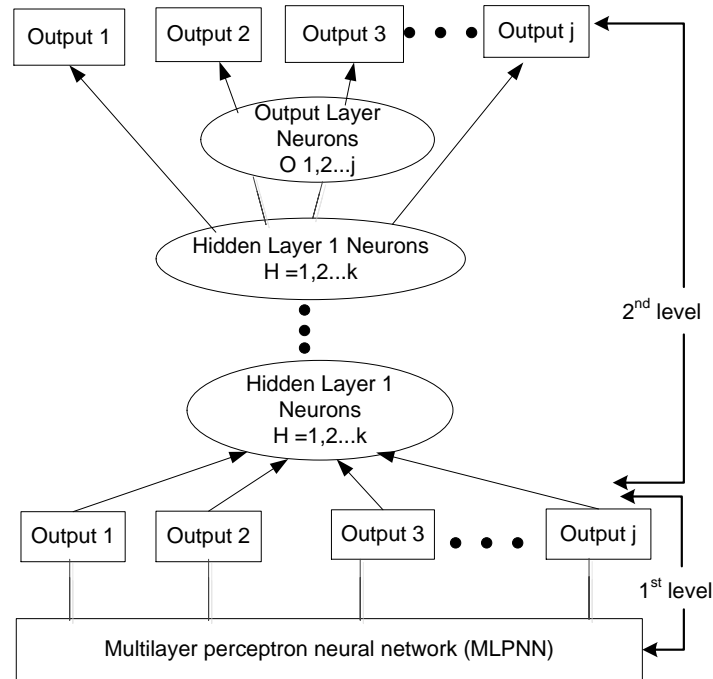 Output 1
Output 2
Output 3
Output j
Output Layer
Neurons
O 1,2...j
Hidden Layer 1 Neurons
H =1,2...k
2nd level
Hidden Layer 1
Neurons
H =1,2...k
Output 1
Output 2
Output 3
Output j
1st level
Multilayer perceptron neural network (MLPNN)